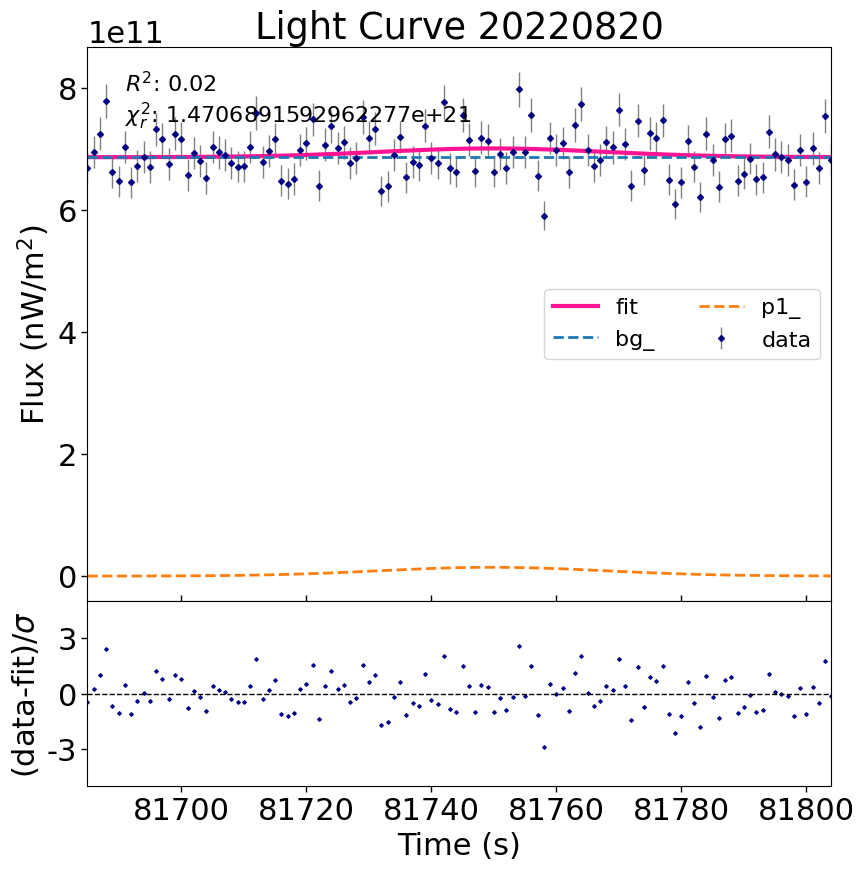 Light Curve 20220820
1e11
R²: 0.02
χ²ᵣ: 1.4706891592962277e+21
8
6
4
2
0
Flux (nW/m²)
fit
bg_
p1_
data
3
0
-3
(data-fit)/σ
81700 81720 81740 81760 81780 81800
Time (s)